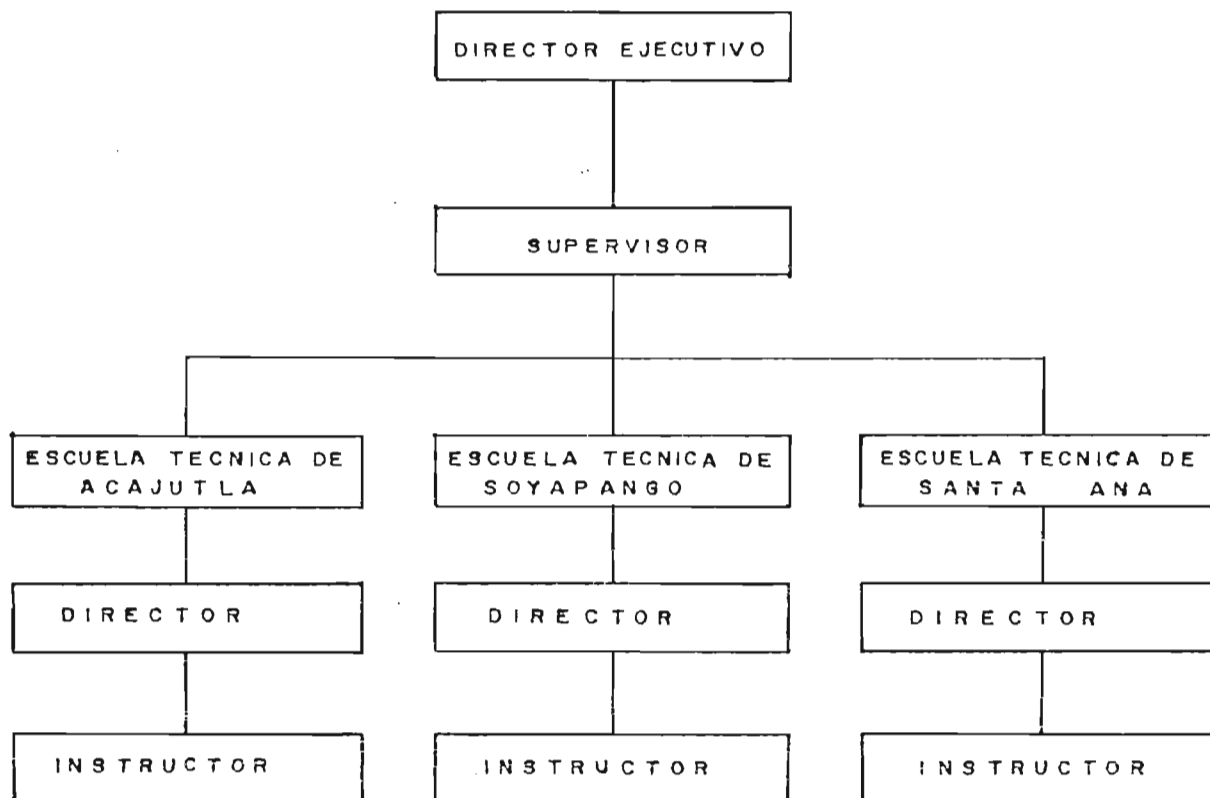 DIRECTOR EJECUTIVO
SUPERVISOR
ESCUELA TECNICA DE
ACAJUTLA
ESCUELA TECNICA DE
SOYAPANGO
ESCUELA TECNICA DE
SANTA ANA
DIRECTOR
DIRECTOR
DIRECTOR
INSTRUCTOR
INSTRUCTOR
INSTRUCTOR